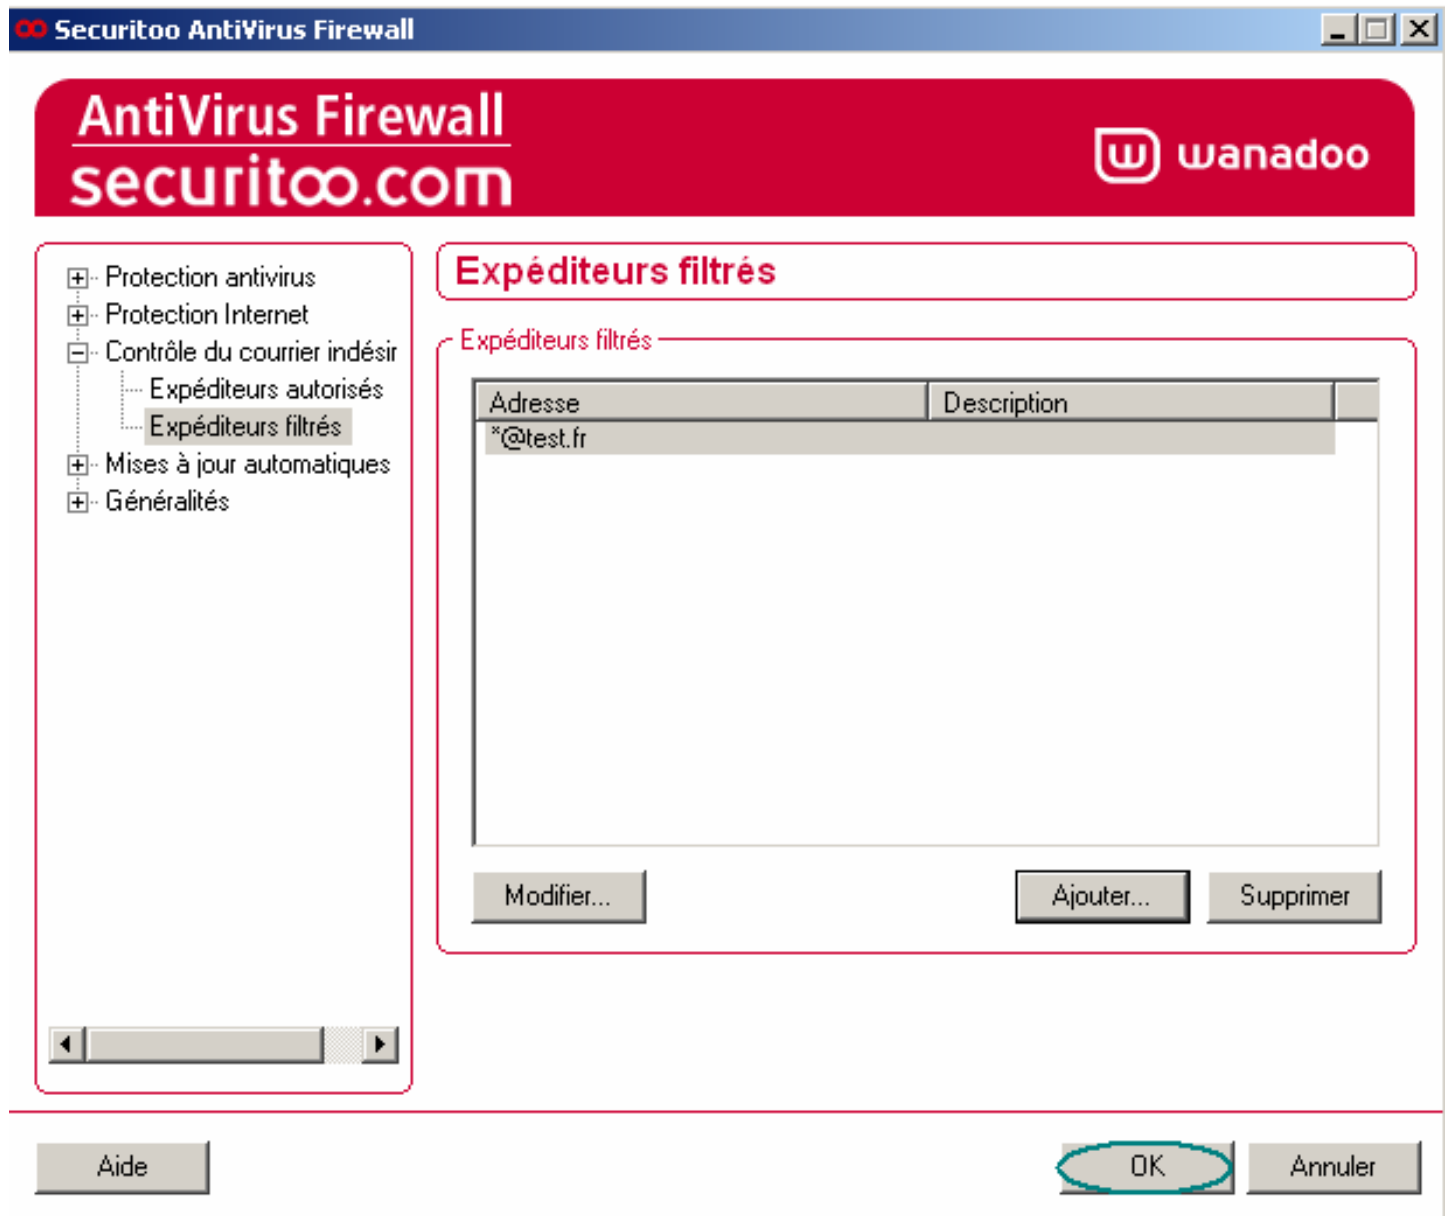 Securitoo AntiVirus Firewall
AntiVirus Firewall
securitoo.com
wanadoo
Protection antivirus
Protection Internet
Contrôle du courrier indésir
Expéditeurs autorisés
Expéditeurs filtrés
Mises à jour automatiques
Généralités
Expéditeurs filtrés
Expéditeurs filtrés
Adresse Description
*@test.fr
Modifier... Ajouter... Supprimer
Aide OK Annuler